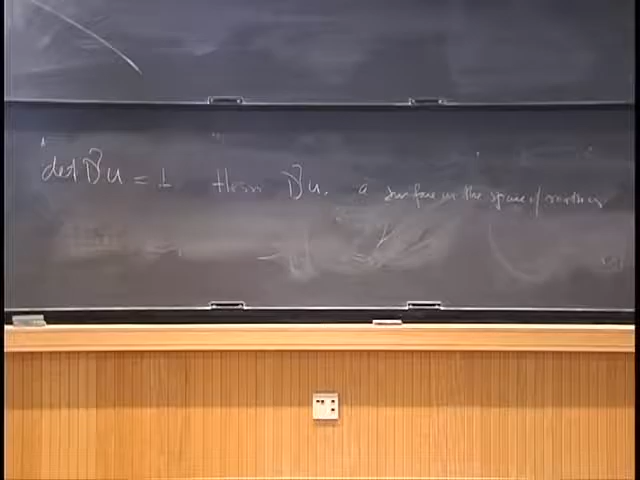 det D²u = 1 Hess D²u. a surface in the space of matrices